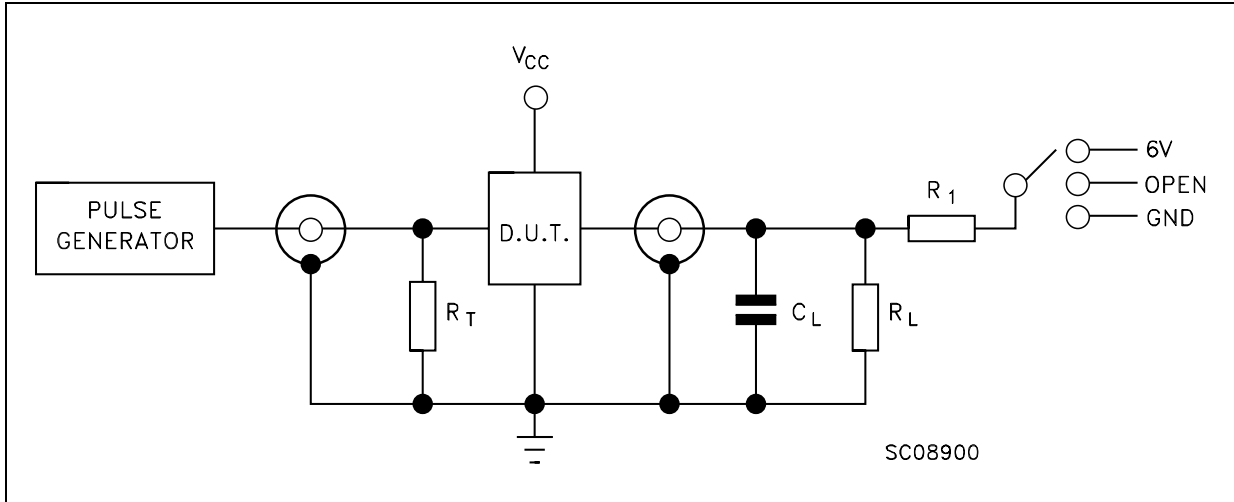 VCC
PULSE
GENERATOR
RT
D.U.T.
CL
RL
R1
6V
OPEN
GND
SC08900